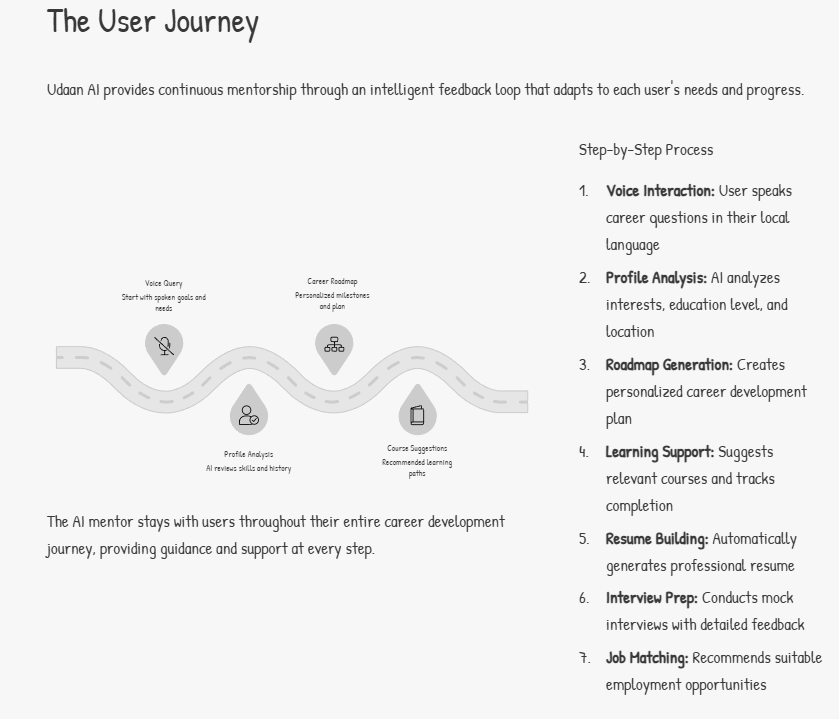 The User Journey
Udaan AI provides continuous mentorship through an intelligent feedback loop that adapts to each user's needs and progress.
Voice Query
Start with spoken goals and
needs
Career Roadmap
Personalized milestones
and plan
Profile Analysis
AI reviews skills and history
Course Suggestions
Recommended learning
paths
The AI mentor stays with users throughout their entire career development
journey, providing guidance and support at every step.
Step-by-Step Process
1. Voice Interaction: User speaks
career questions in their local
language
2. Profile Analysis: AI analyzes
interests, education level, and
location
3. Roadmap Generation: Creates
personalized career development
plan
4. Learning Support: Suggests
relevant courses and tracks
completion
5. Resume Building: Automatically
generates professional resume
6. Interview Prep: Conducts mock
interviews with detailed feedback
7. Job Matching: Recommends suitable
employment opportunities